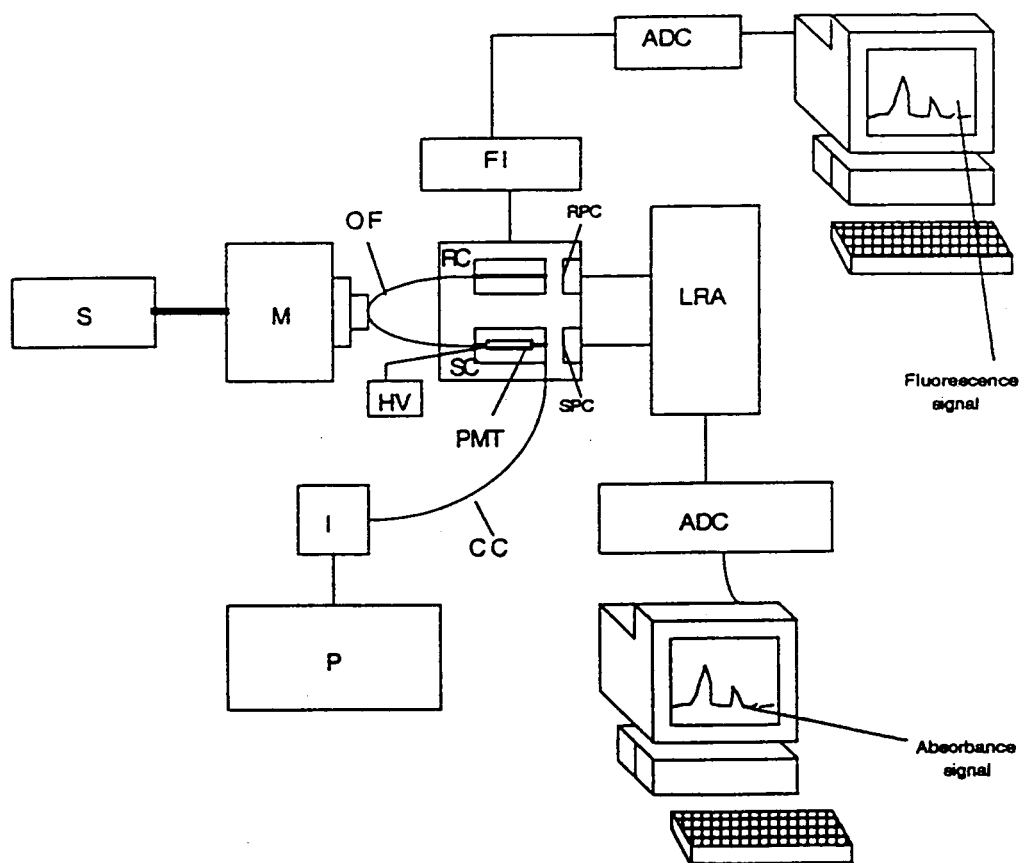 ADC
FI
OF
RPC
RC
S
M
LRA
SC
HV
SPC
PMT
Fluorescence
signal
I
CC
ADC
P
Absorbance
signal